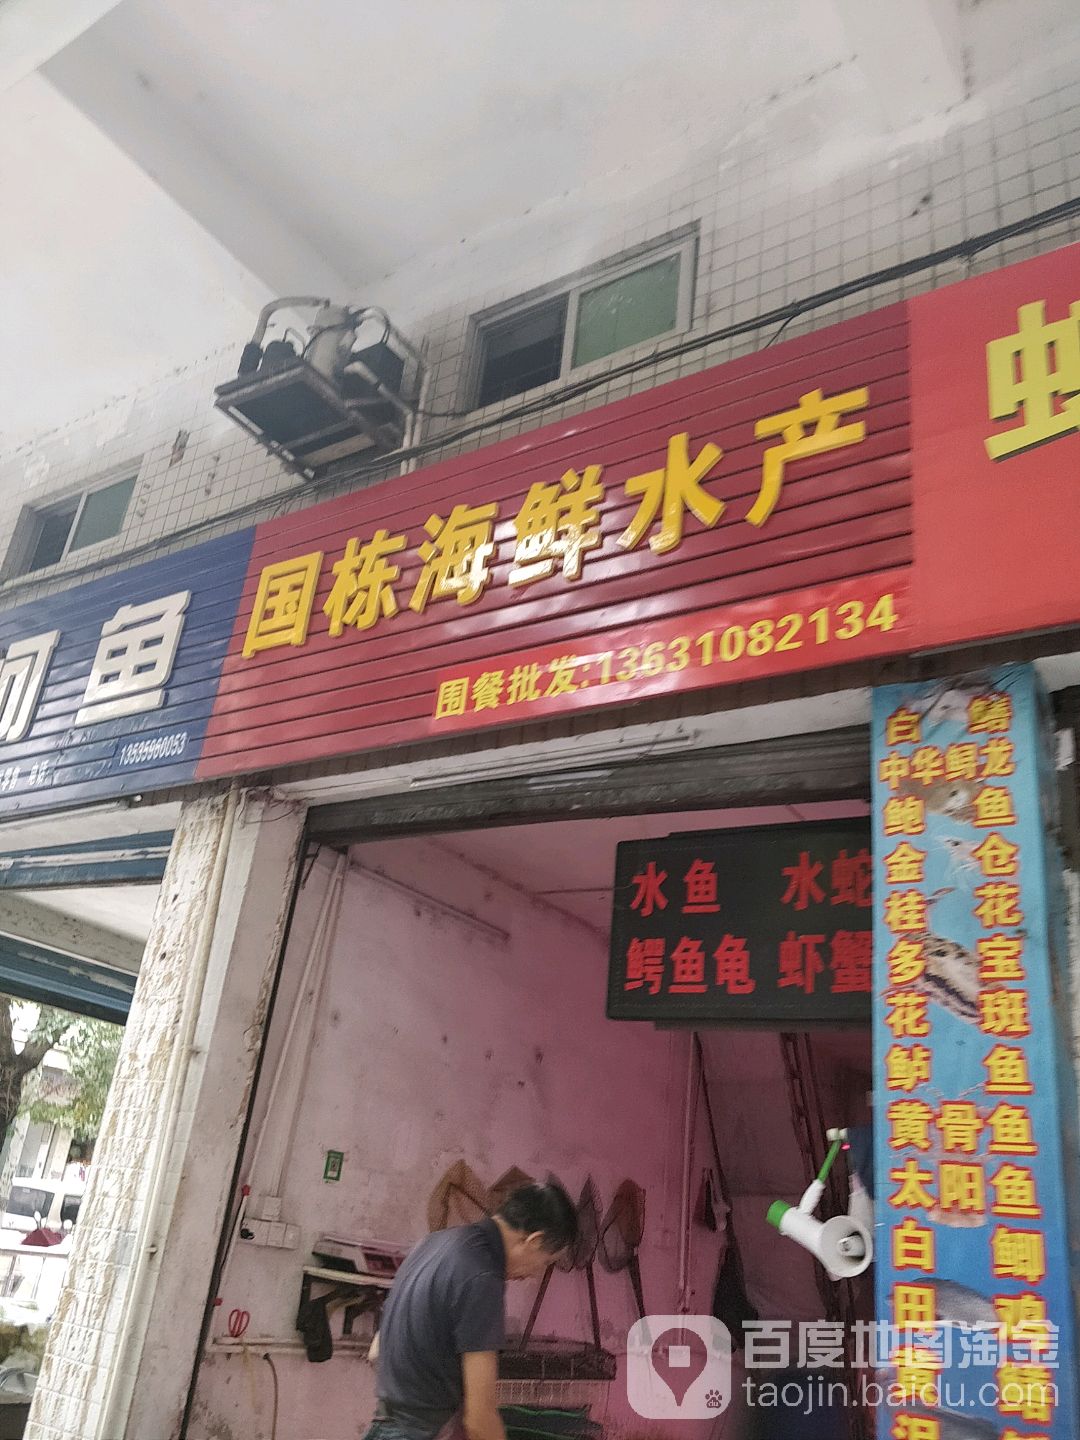 国栋海鲜水产
围餐批发:13631082134
鱼
13535960053
水鱼 水蛇
鳄鱼龟 虾蟹
白鳝
中华鲟龙
鲍鱼
金仓
桂花
多宝
花斑
鲈鱼
黄骨鱼
太阳鱼
白鲫
田鸡
百度地图淘金
taojin.baidu.com